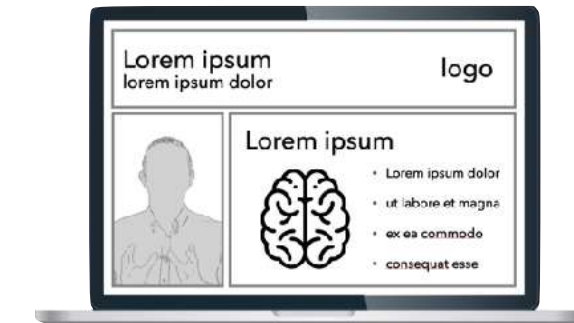 Lorem ipsum
lorem ipsum dolor
logo
Lorem ipsum
• Lorem ipsum dolor
• ut labore et magna
• ex ea commodo
• consequat esse